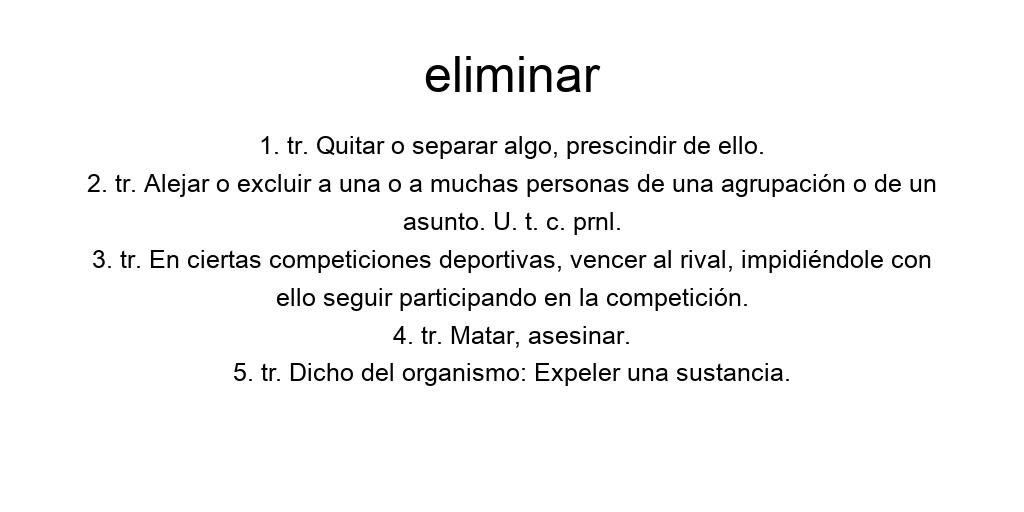 eliminar
1. tr. Quitar o separar algo, prescindir de ello.
2. tr. Alejar o excluir a una o a muchas personas de una agrupación o de un
asunto. U. t. c. prnl.
3. tr. En ciertas competiciones deportivas, vencer al rival, impidiéndole con
ello seguir participando en la competición.
4. tr. Matar, asesinar.
5. tr. Dicho del organismo: Expeler una sustancia.